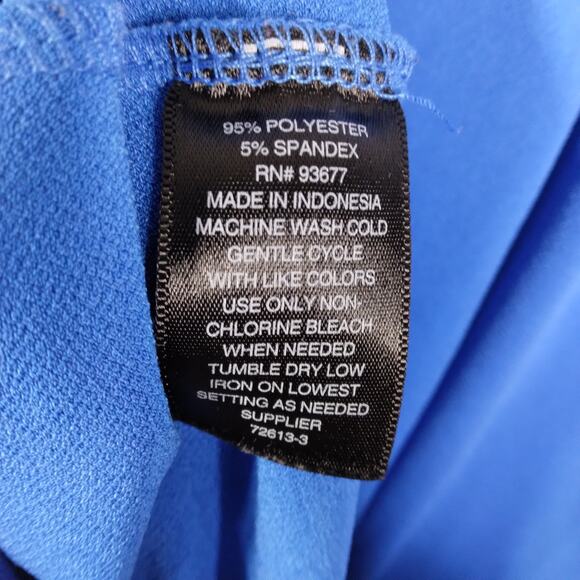 95% POLYESTER
5% SPANDEX
RN# 93677
MADE IN INDONESIA
MACHINE WASH COLD
GENTLE CYCLE
WITH LIKE COLORS
USE ONLY NON-
CHLORINE BLEACH
WHEN NEEDED
TUMBLE DRY LOW
IRON ON LOWEST
SETTING AS NEEDED
SUPPLIER
72613-3